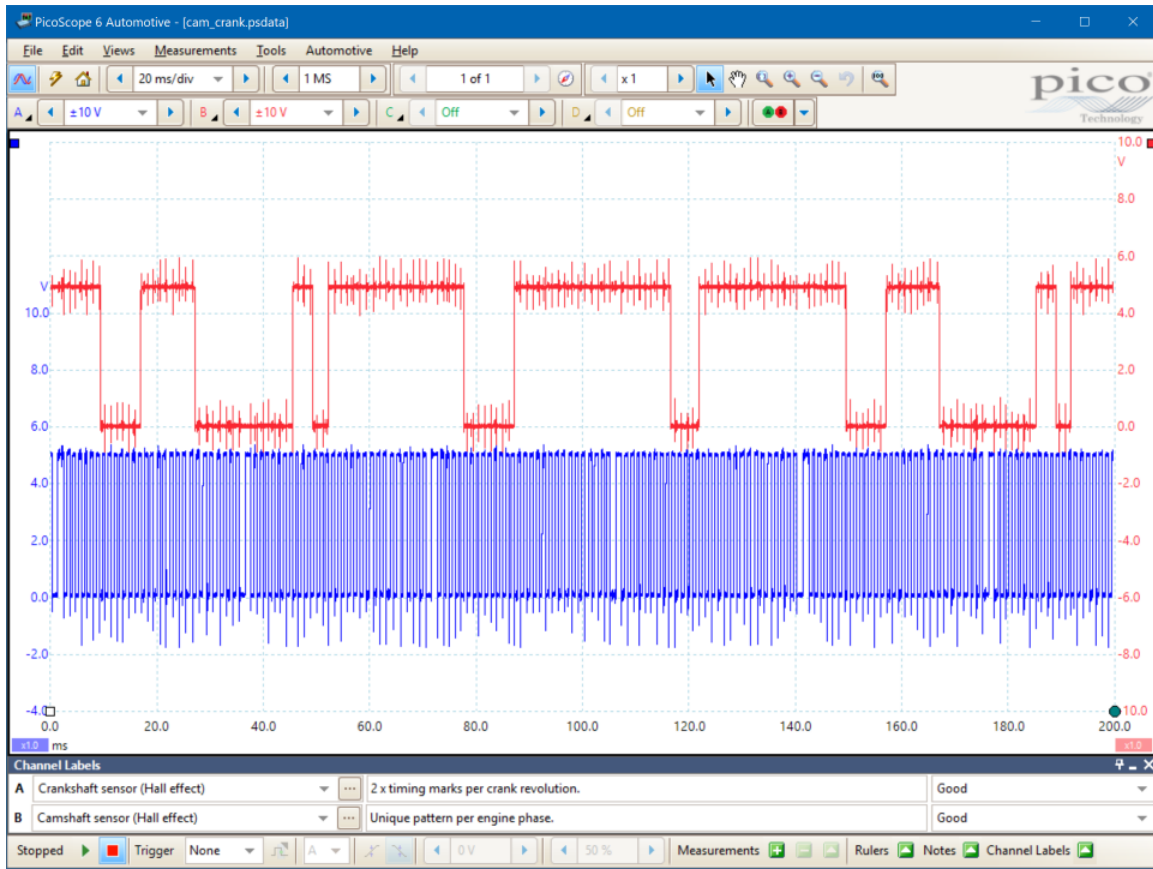 PicoScope 6 Automotive - [cam_crank.psdata]
File Edit Views Measurements Tools Automotive Help
20 ms/div 1 MS 1 of 1 x 1
pico
Technology
A ±10 V B ±10 V C Off D Off
10.0
V
8.0
6.0
4.0
2.0
0.0
-2.0
-4.0
-6.0
-8.0
10.0
V
10.0
8.0
6.0
4.0
2.0
0.0
-2.0
-4.0
0.0 20.0 40.0 60.0 80.0 100.0 120.0 140.0 160.0 180.0 200.0
x1.0 ms x1.0
Channel Labels
A Crankshaft sensor (Hall effect) ... 2 x timing marks per crank revolution. Good
B Camshaft sensor (Hall effect) ... Unique pattern per engine phase. Good
Stopped Trigger None A 0 V 50 % Measurements Rulers Notes Channel Labels